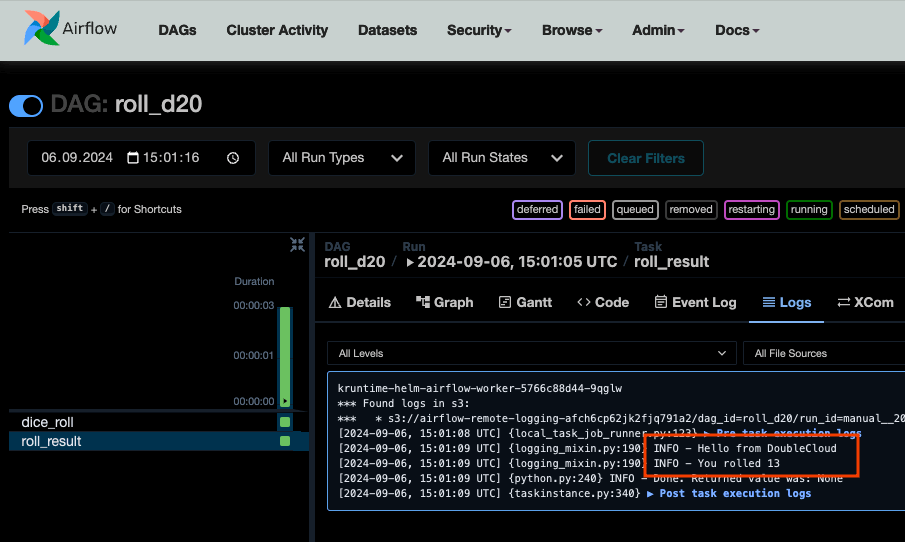 Airflow DAGs Cluster Activity Datasets Security Browse Admin Docs
DAG: roll_d20
06.09.2024 15:01:16 All Run Types All Run States Clear Filters
Press shift + / for Shortcuts deferred failed queued removed restarting running scheduled
DAG Run Task
roll_d20 / 2024-09-06, 15:01:05 UTC / roll_result
Duration
00:00:03
00:00:01
00:00:00
dice_roll
roll_result
Details Graph Gantt Code Event Log Logs XCom
All Levels All File Sources
kruntime-helm-airflow-worker-5766c88d44-9qglw
*** Found logs in s3:
*** * s3://airflow-remote-logging-afch6cp62jk2fjq791a2/dag_id=roll_d20/run_id=manual__20
[2024-09-06, 15:01:08 UTC] {local_task_job_runner.py:123} ▶ Pre task execution logs
[2024-09-06, 15:01:09 UTC] {logging_mixin.py:190} INFO - Hello from DoubleCloud
[2024-09-06, 15:01:09 UTC] {logging_mixin.py:190} INFO - You rolled 13
[2024-09-06, 15:01:09 UTC] {python.py:240} INFO - Done. Returned value was: None
[2024-09-06, 15:01:09 UTC] {taskinstance.py:340} ▶ Post task execution logs